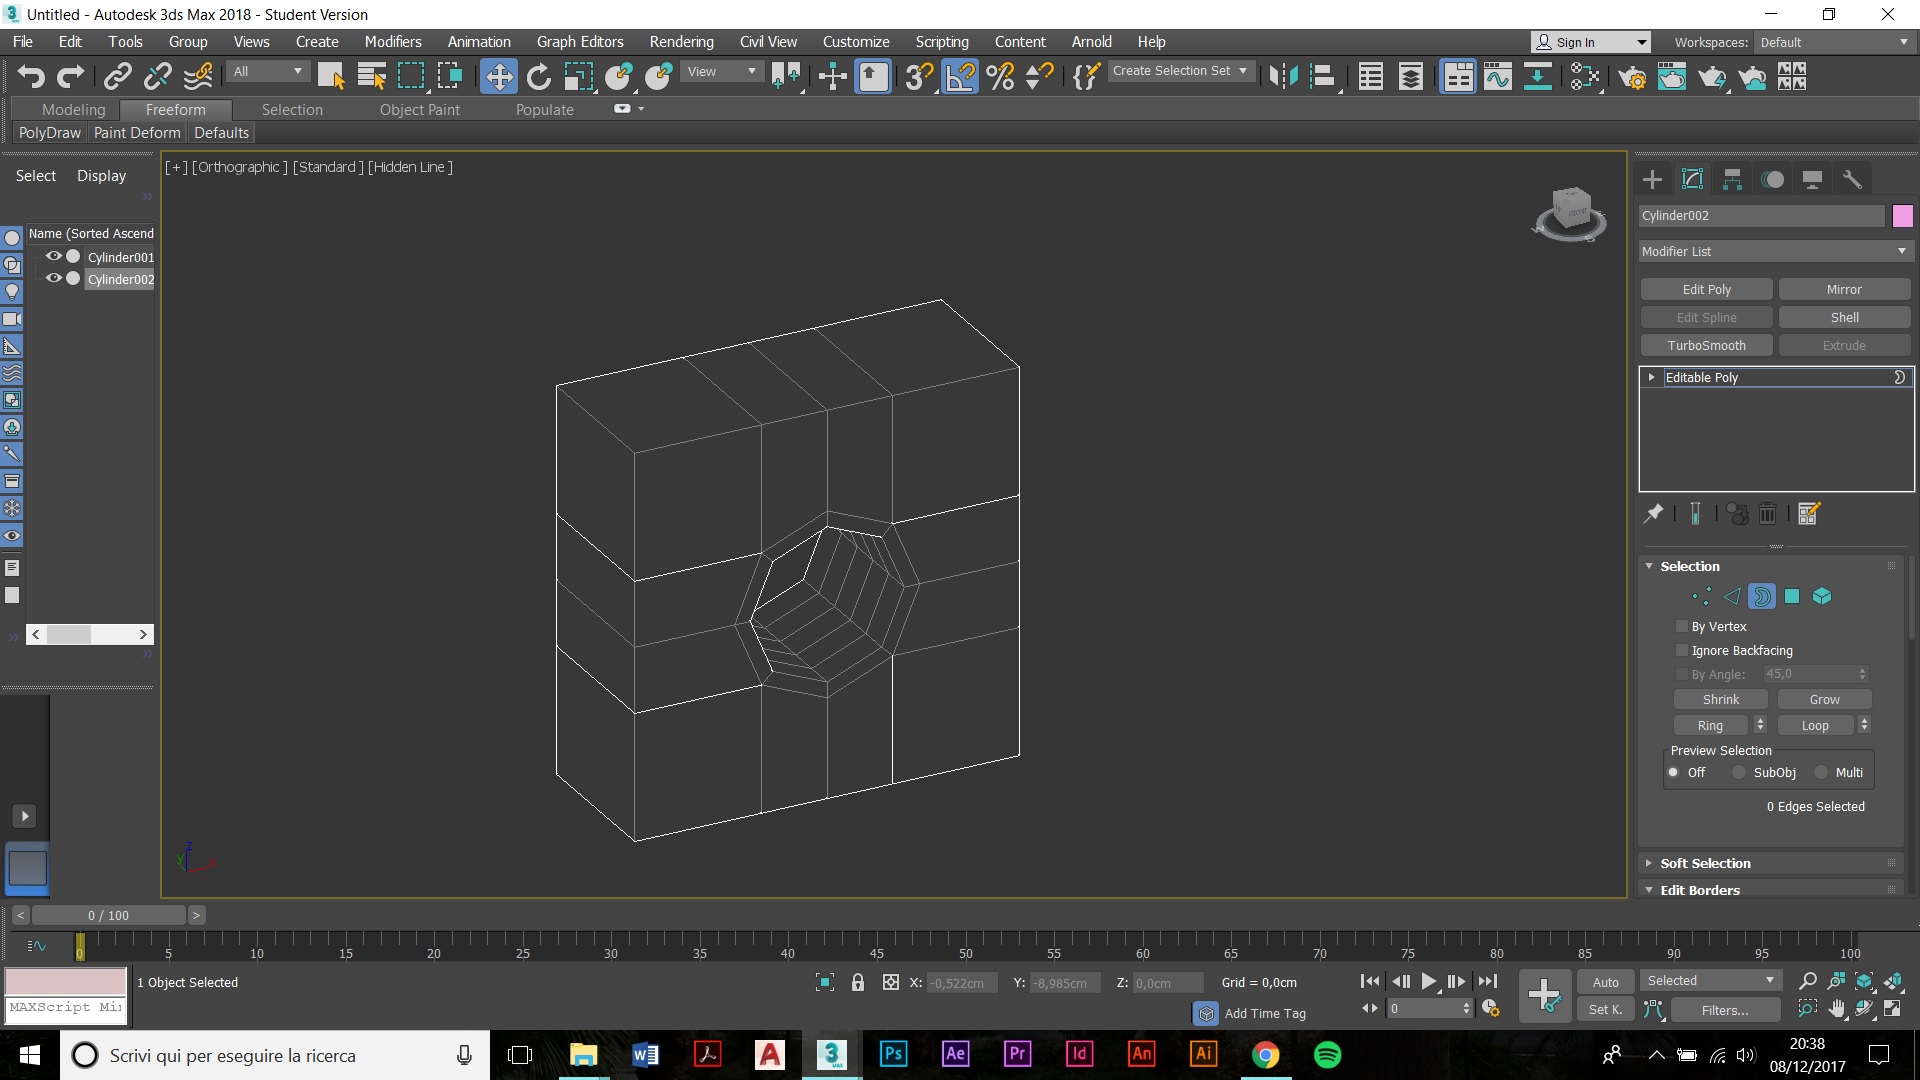 Untitled - Autodesk 3ds Max 2018 - Student Version
File Edit Tools Group Views Create Modifiers Animation Graph Editors Rendering Civil View Customize Scripting Content Arnold Help
Sign In
Workspaces: Default
All
View
Create Selection Set
Modeling Freeform Selection Object Paint Populate
PolyDraw Paint Deform Defaults
Select Display
[+] [Orthographic ] [Standard ] [Hidden Line ]
Name (Sorted Ascend
Cylinder001
Cylinder002
FRONT
Cylinder002
Modifier List
Edit Poly Mirror
Edit Spline Shell
TurboSmooth Extrude
Editable Poly
Selection
By Vertex
Ignore Backfacing
By Angle: 45,0
Shrink Grow
Ring Loop
Preview Selection
Off SubObj Multi
0 Edges Selected
Soft Selection
Edit Borders
z
y
x
0 / 100
0 5 10 15 20 25 30 35 40 45 50 55 60 65 70 75 80 85 90 95 100
MAXScript Mi
1 Object Selected
X: -0,522cm Y: -8,985cm Z: 0,0cm Grid = 0,0cm
Add Time Tag
0
Auto Selected
Set K. Filters...
Scrivi qui per eseguire la ricerca
Ps Ae Pr Id An Ai
20:38
08/12/2017